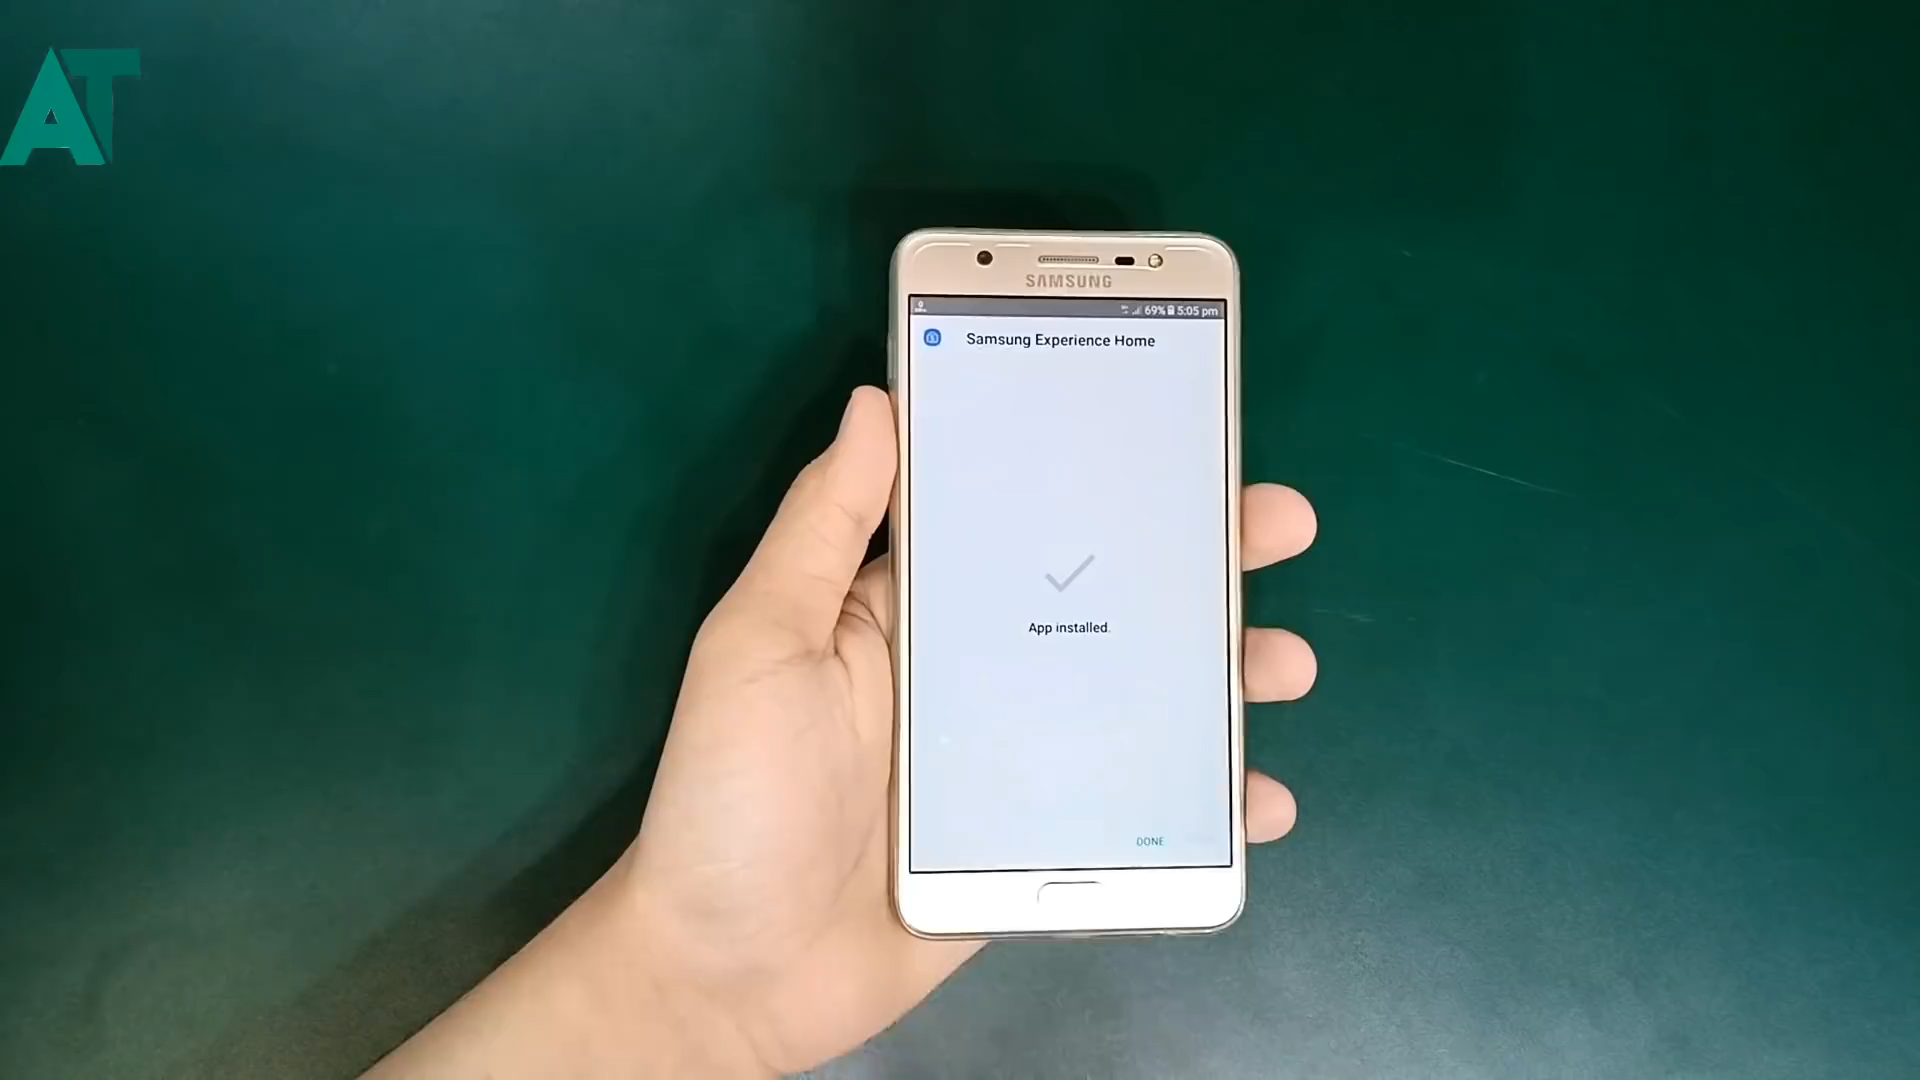 AT
SAMSUNG
69% 5:05 pm
Samsung Experience Home
App installed.
DONE